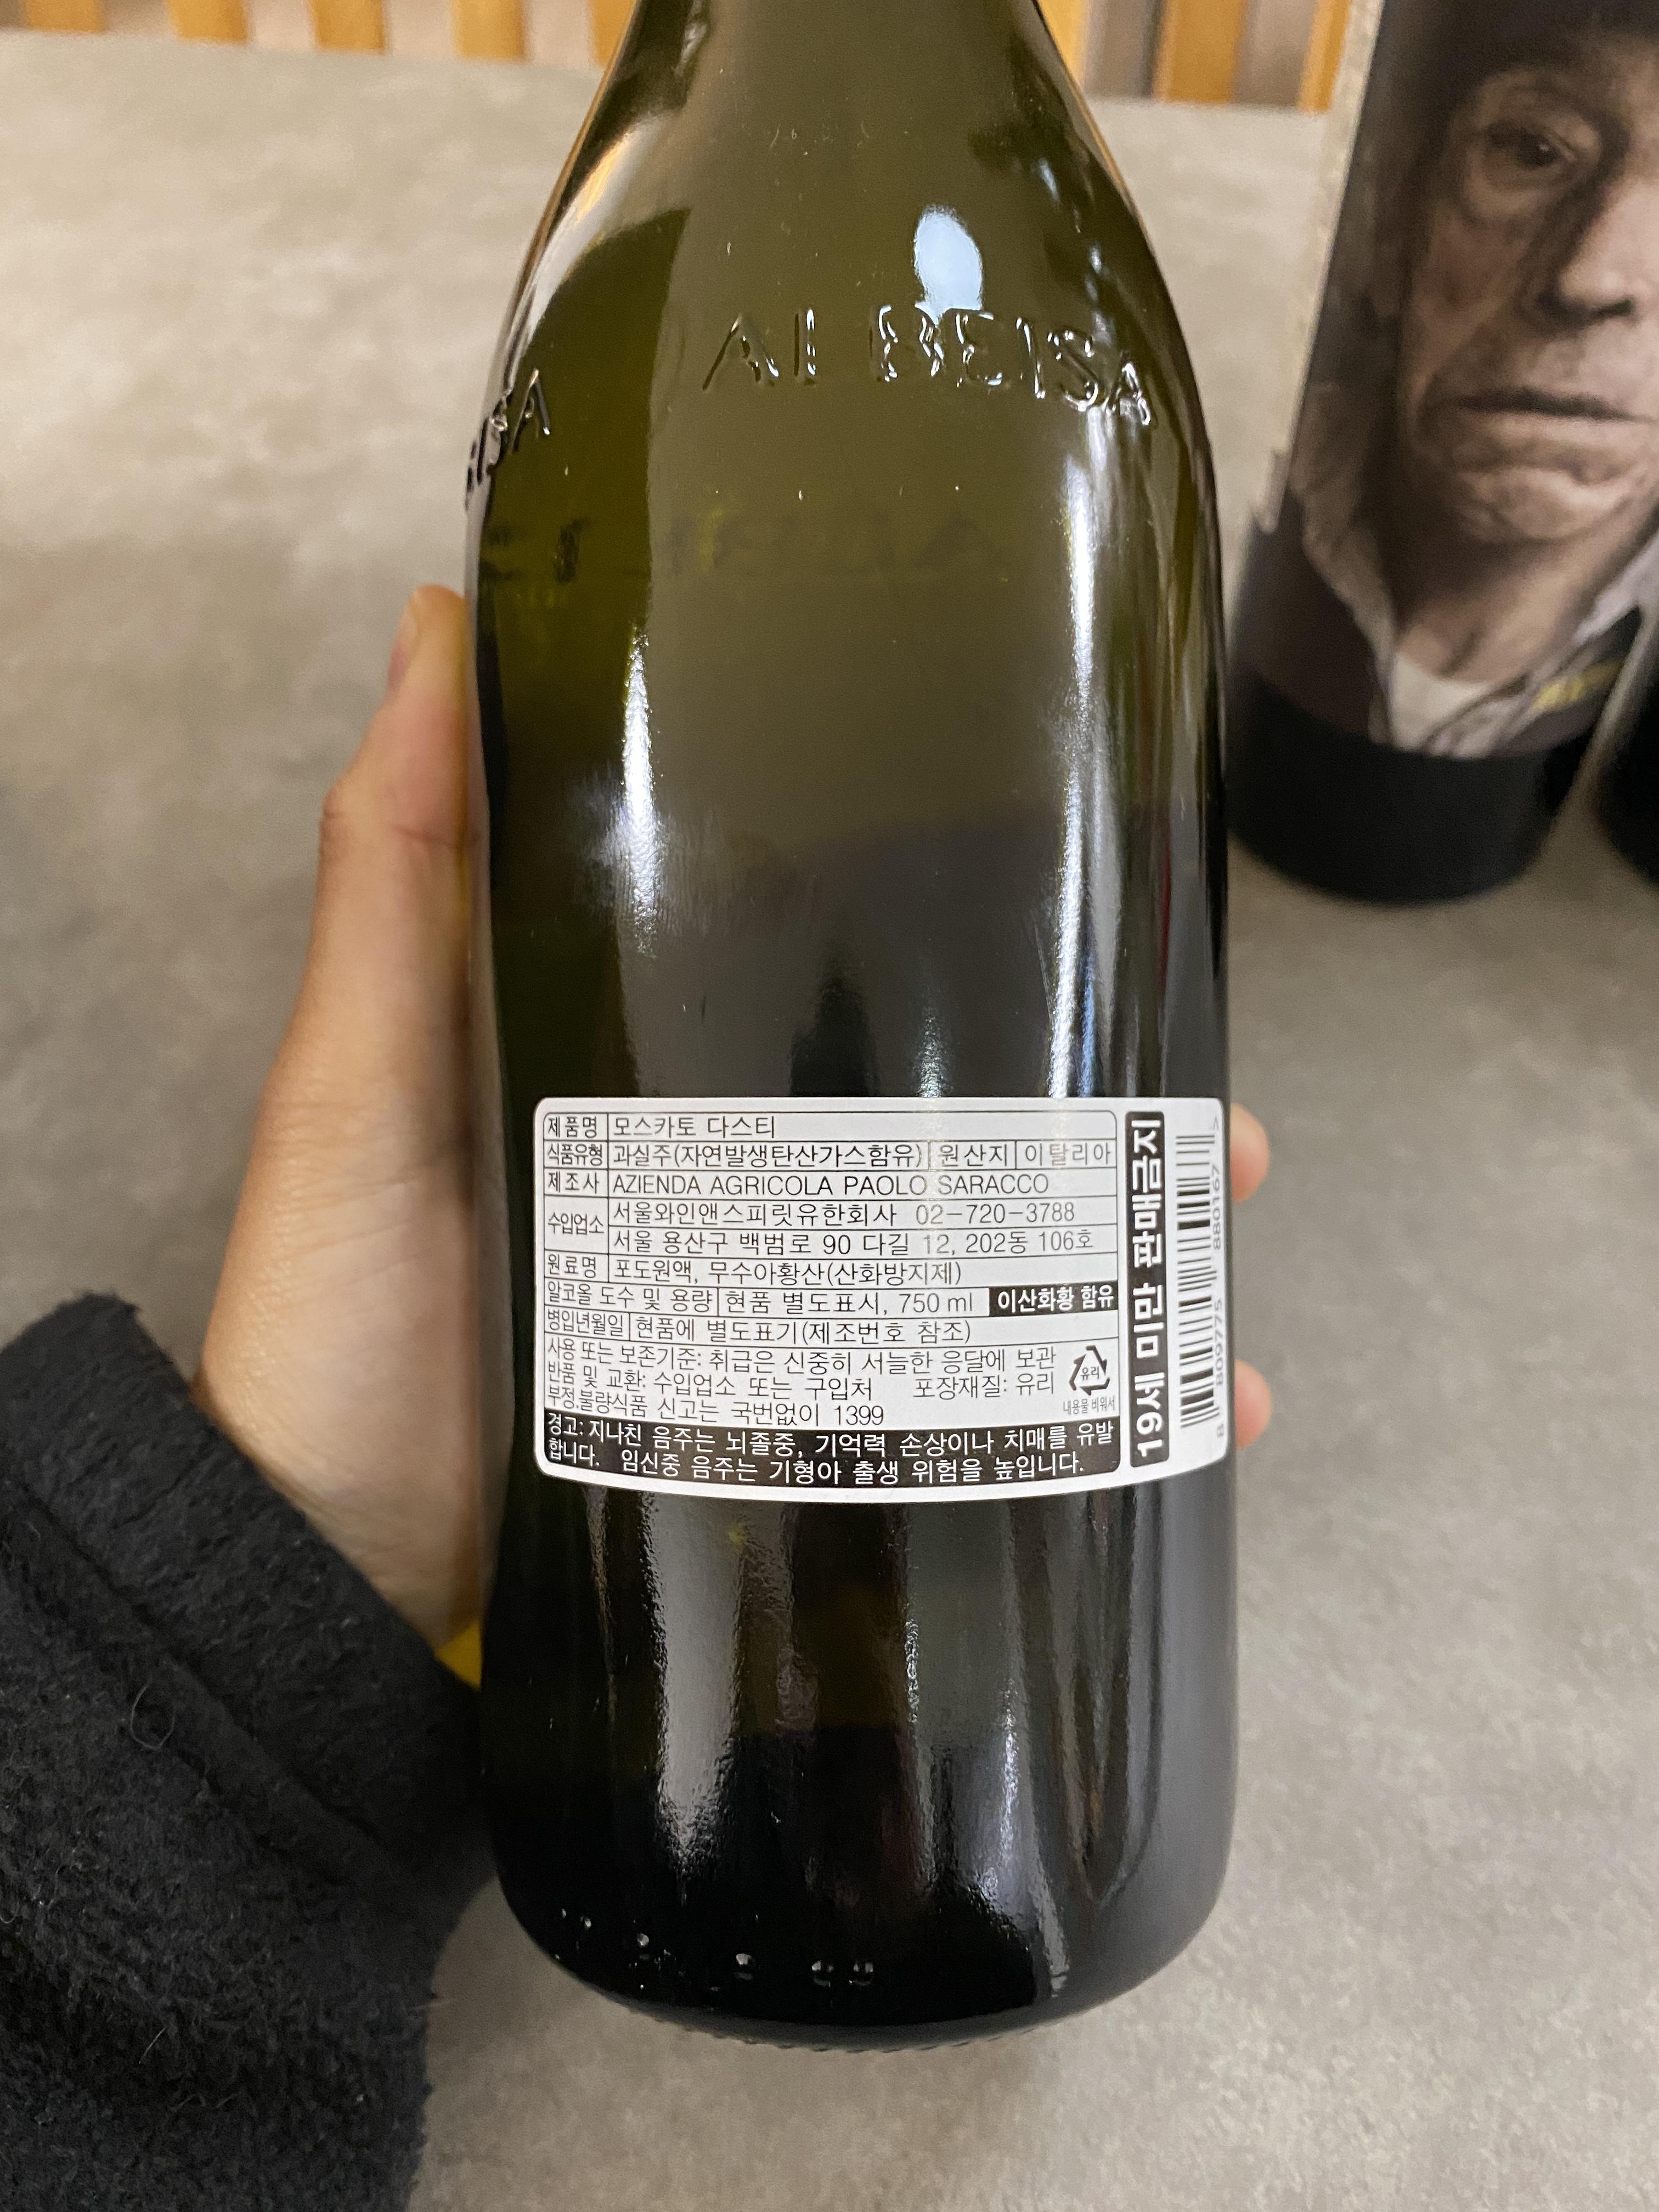 ALBEISA
제품명 모스카토 다스티
식품유형 과실주(자연발생탄산가스함유) 원산지 이탈리아
제조사 AZIENDA AGRICOLA PAOLO SARACCO
수입업소 서울와인앤스피릿유한회사 02-720-3788
서울 용산구 백범로 90 다길 12, 202동 106호
원료명 포도원액, 무수아황산(산화방지제)
알코올 도수 및 용량 현품 별도표시, 750 ml 이산화황 함유
병입년월일 현품에 별도표기(제조번호 참조)
사용 또는 보존기준: 취급은 신중히 서늘한 응달에 보관
반품 및 교환: 수입업소 또는 구입처 포장재질: 유리
부정,불량식품 신고는 국번없이 1399
유리
내용물 비워서
경고: 지나친 음주는 뇌졸중, 기억력 손상이나 치매를 유발
합니다. 임신중 음주는 기형아 출생 위험을 높입니다.
19세 미만 판매금지
8 809775 880167 >